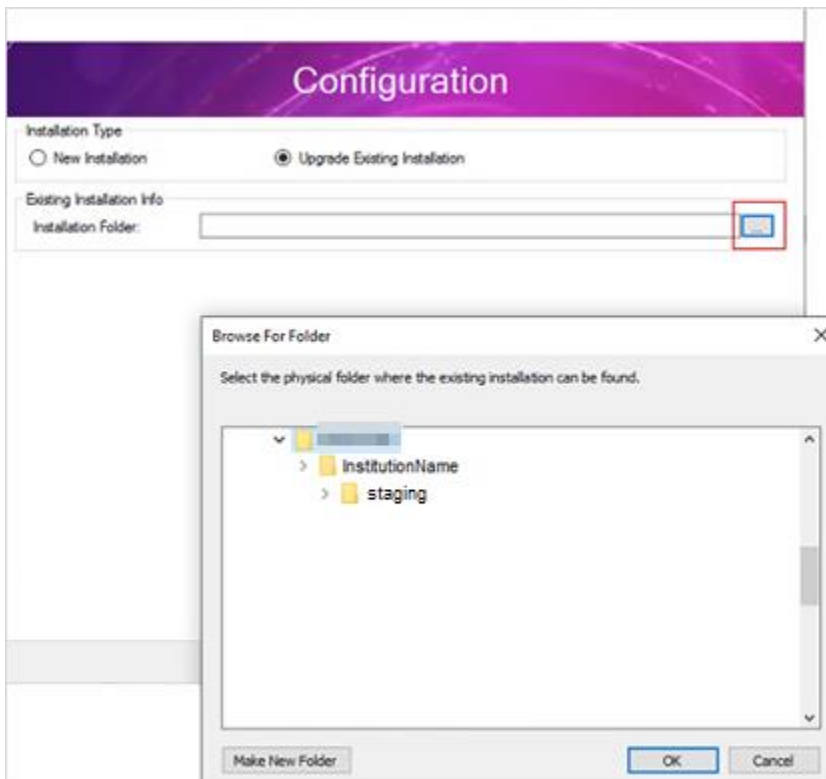 Configuration
Installation Type
New Installation
Upgrade Existing Installation
Existing Installation Info
Installation Folder:
Browse For Folder
Select the physical folder where the existing installation can be found.
InstitutionName
staging
Make New Folder
OK
Cancel